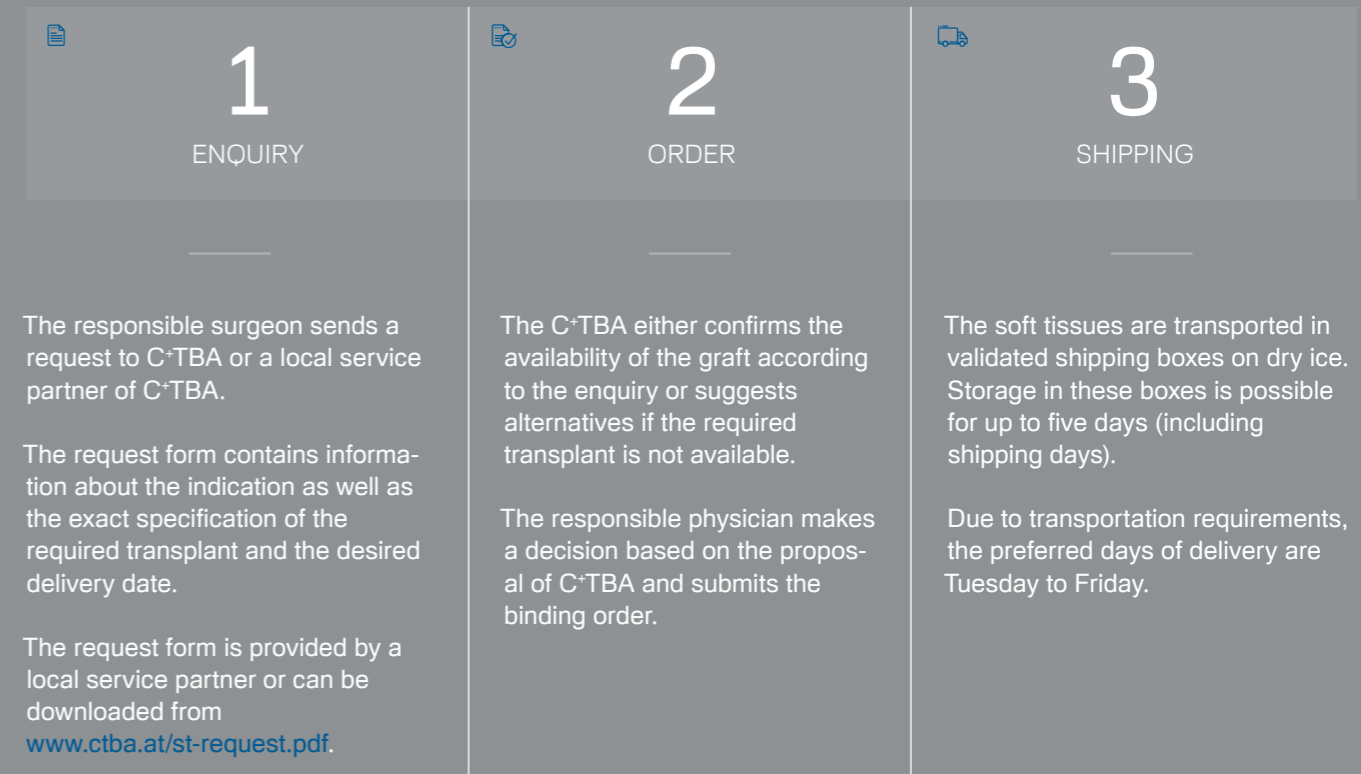 1
ENQUIRY
The responsible surgeon sends a
request to C⁺TBA or a local service
partner of C⁺TBA.
The request form contains informa-
tion about the indication as well as
the exact specification of the
required transplant and the desired
delivery date.
The request form is provided by a
local service partner or can be
downloaded from
www.ctba.at/st-request.pdf.
2
ORDER
The C⁺TBA either confirms the
availability of the graft according
to the enquiry or suggests
alternatives if the required
transplant is not available.
The responsible physician makes
a decision based on the propos-
al of C⁺TBA and submits the
binding order.
3
SHIPPING
The soft tissues are transported in
validated shipping boxes on dry ice.
Storage in these boxes is possible
for up to five days (including
shipping days).
Due to transportation requirements,
the preferred days of delivery are
Tuesday to Friday.